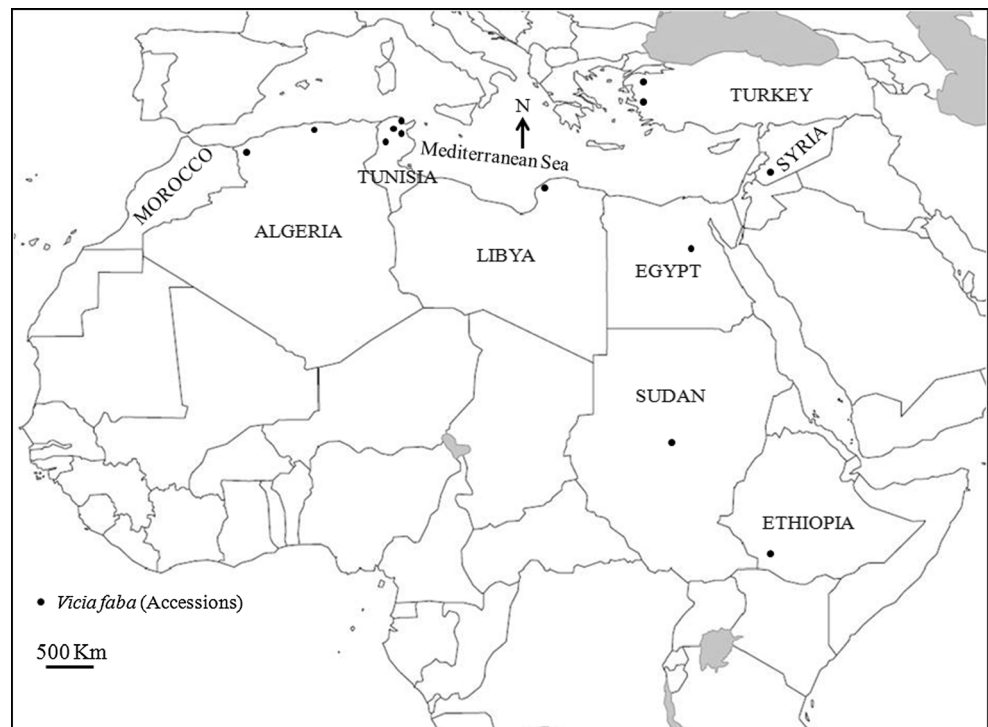 TURKEY
N
SYRIA
Mediterranean Sea
MOROCCO
TUNISIA
ALGERIA
LIBYA
EGYPT
SUDAN
ETHIOPIA
Vicia faba (Accessions)
500 Km